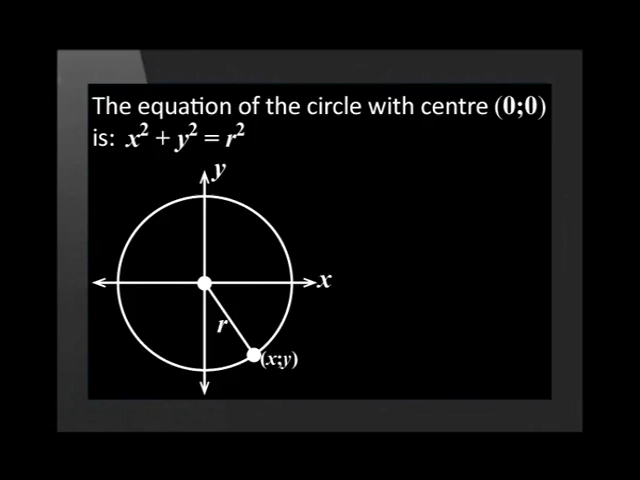 The equation of the circle with centre (0;0)
is: x² + y² = r²
y
x
r
(x;y)